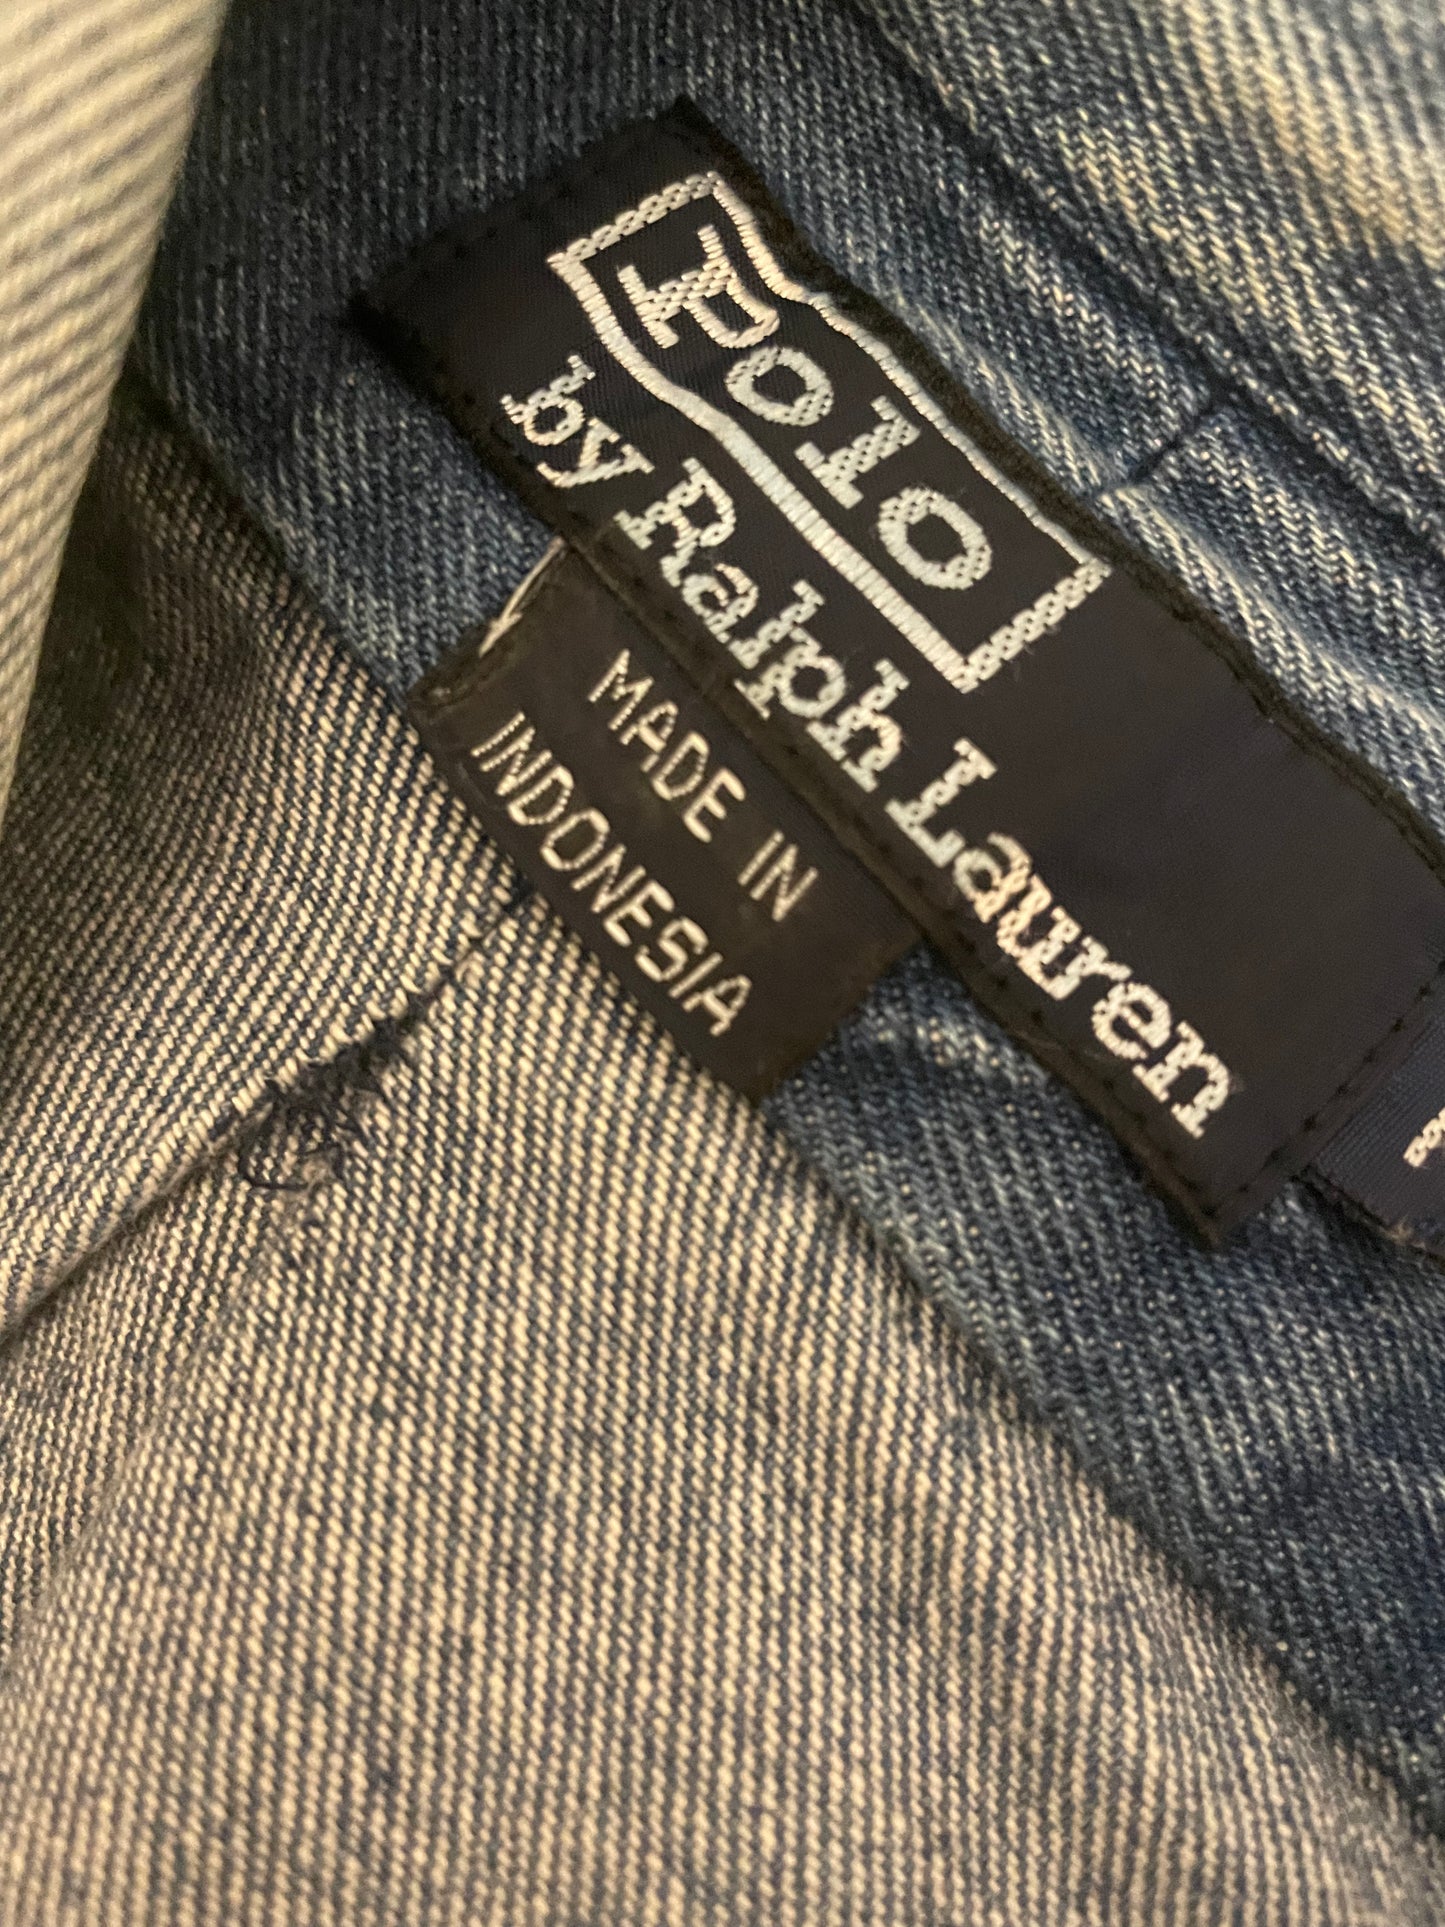 Polo
by Ralph Lauren
MADE IN
INDONESIA